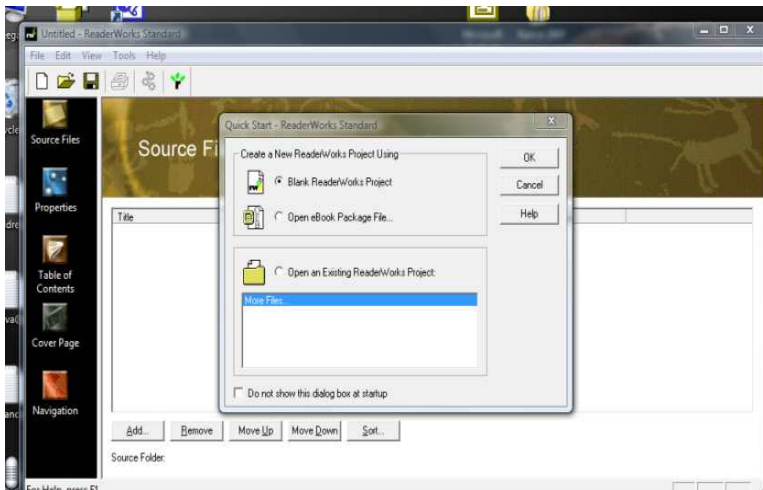 Untitled - ReaderWorks Standard
File Edit View Tools Help
Source Files
Source Fi
Properties
Table of
Contents
Cover Page
Navigation
Title
Quick Start - ReaderWorks Standard
Create a New ReaderWorks Project Using
Blank ReaderWorks Project
Open eBook Package File...
Open an Existing ReaderWorks Project:
More Files...
Do not show this dialog box at startup
OK
Cancel
Help
Add... Remove Move Up Move Down Sort...
Source Folder:
For Help, press F1